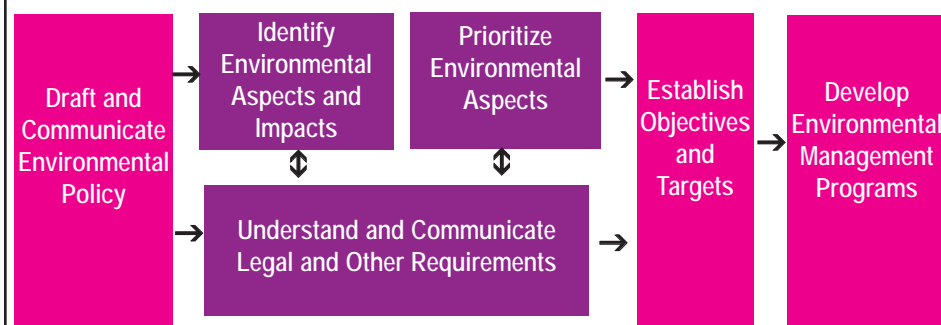 Draft and
Communicate
Environmental
Policy
Identify
Environmental
Aspects and
Impacts
Prioritize
Environmental
Aspects
Understand and Communicate
Legal and Other Requirements
Establish
Objectives
and
Targets
Develop
Environmental
Management
Programs